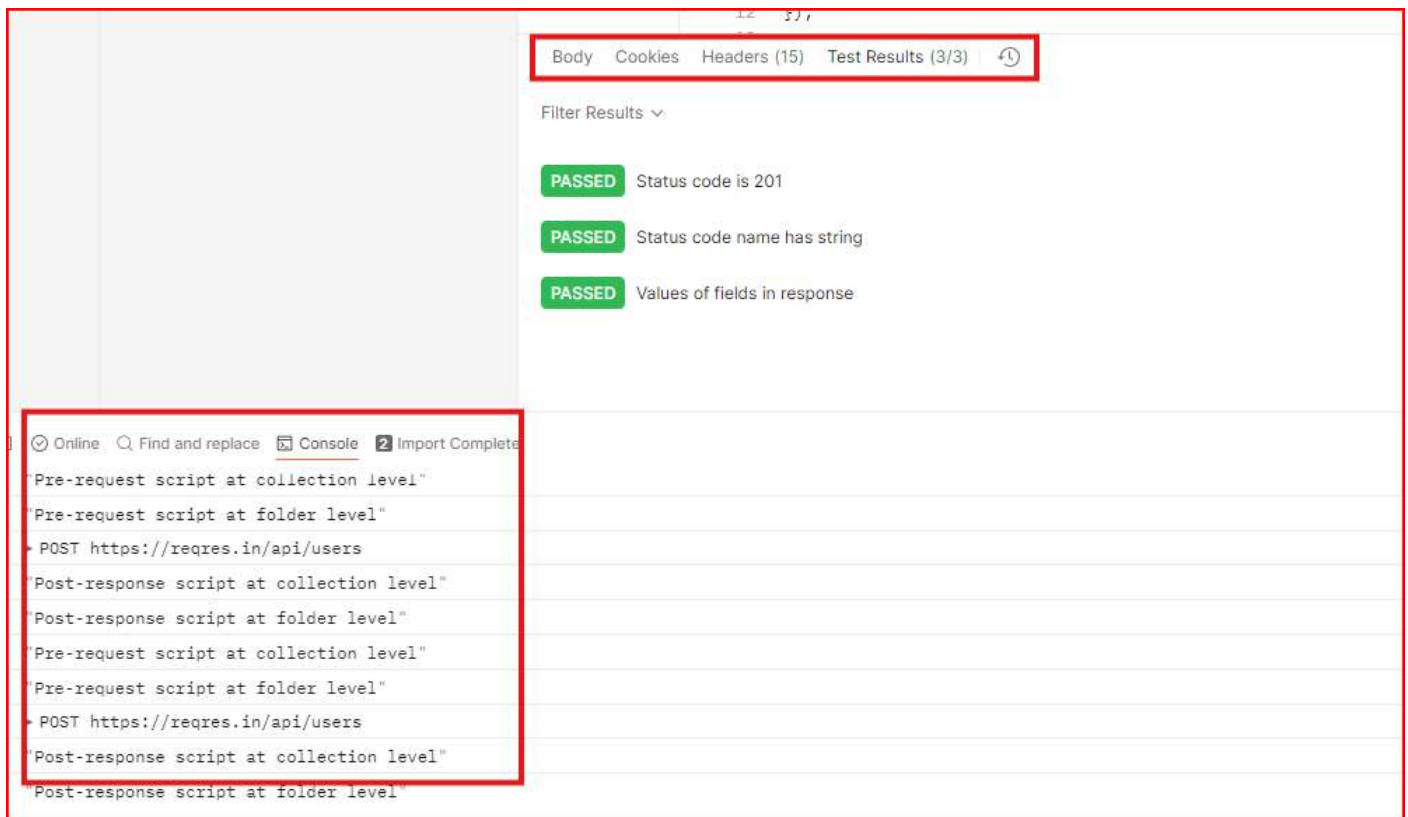 12 });
Body Cookies Headers (15) Test Results (3/3)
Filter Results
PASSED Status code is 201
PASSED Status code name has string
PASSED Values of fields in response
Online Find and replace Console 2 Import Complete
"Pre-request script at collection level"
"Pre-request script at folder level"
POST https://reqres.in/api/users
"Post-response script at collection level"
"Post-response script at folder level"
"Pre-request script at collection level"
"Pre-request script at folder level"
POST https://reqres.in/api/users
"Post-response script at collection level"
"Post-response script at folder level"